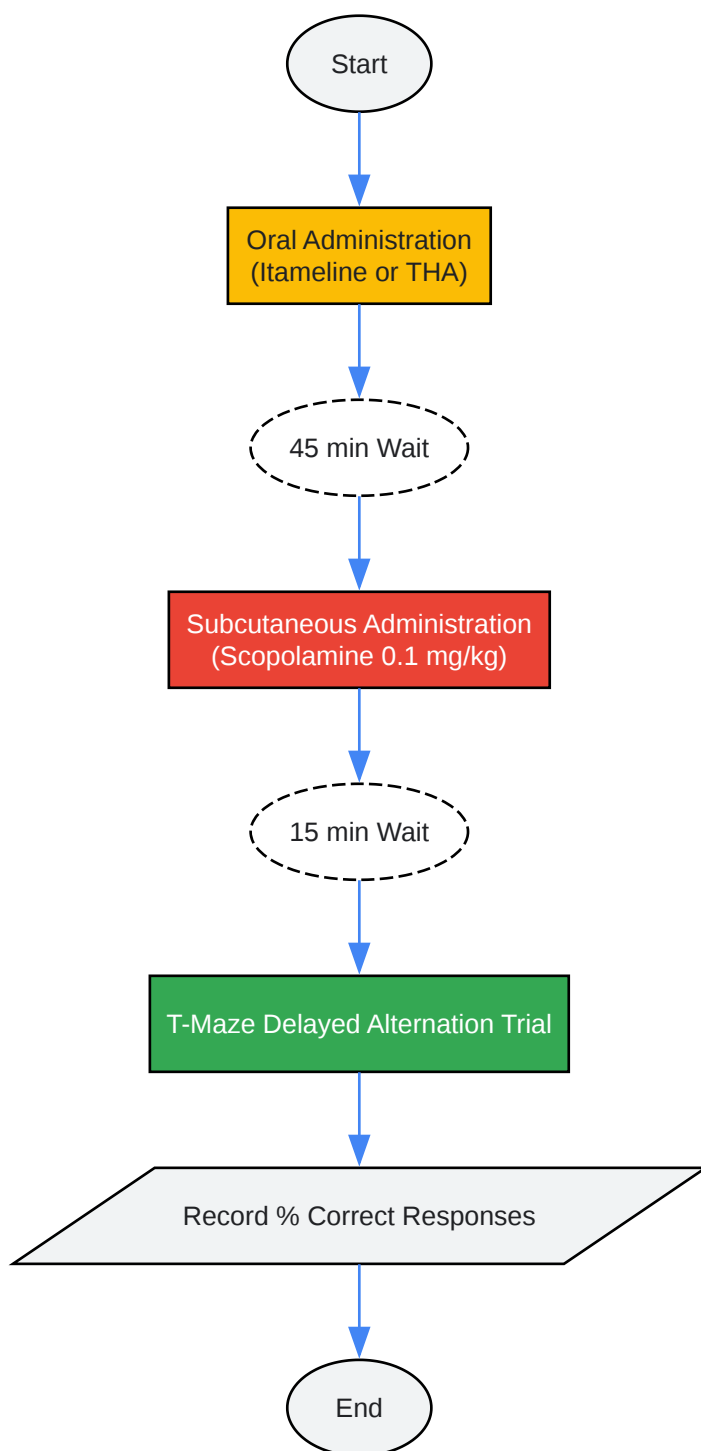 Start
Oral Administration
(Itameline or THA)
45 min Wait
Subcutaneous Administration
(Scopolamine 0.1 mg/kg)
15 min Wait
T-Maze Delayed Alternation Trial
Record % Correct Responses
End